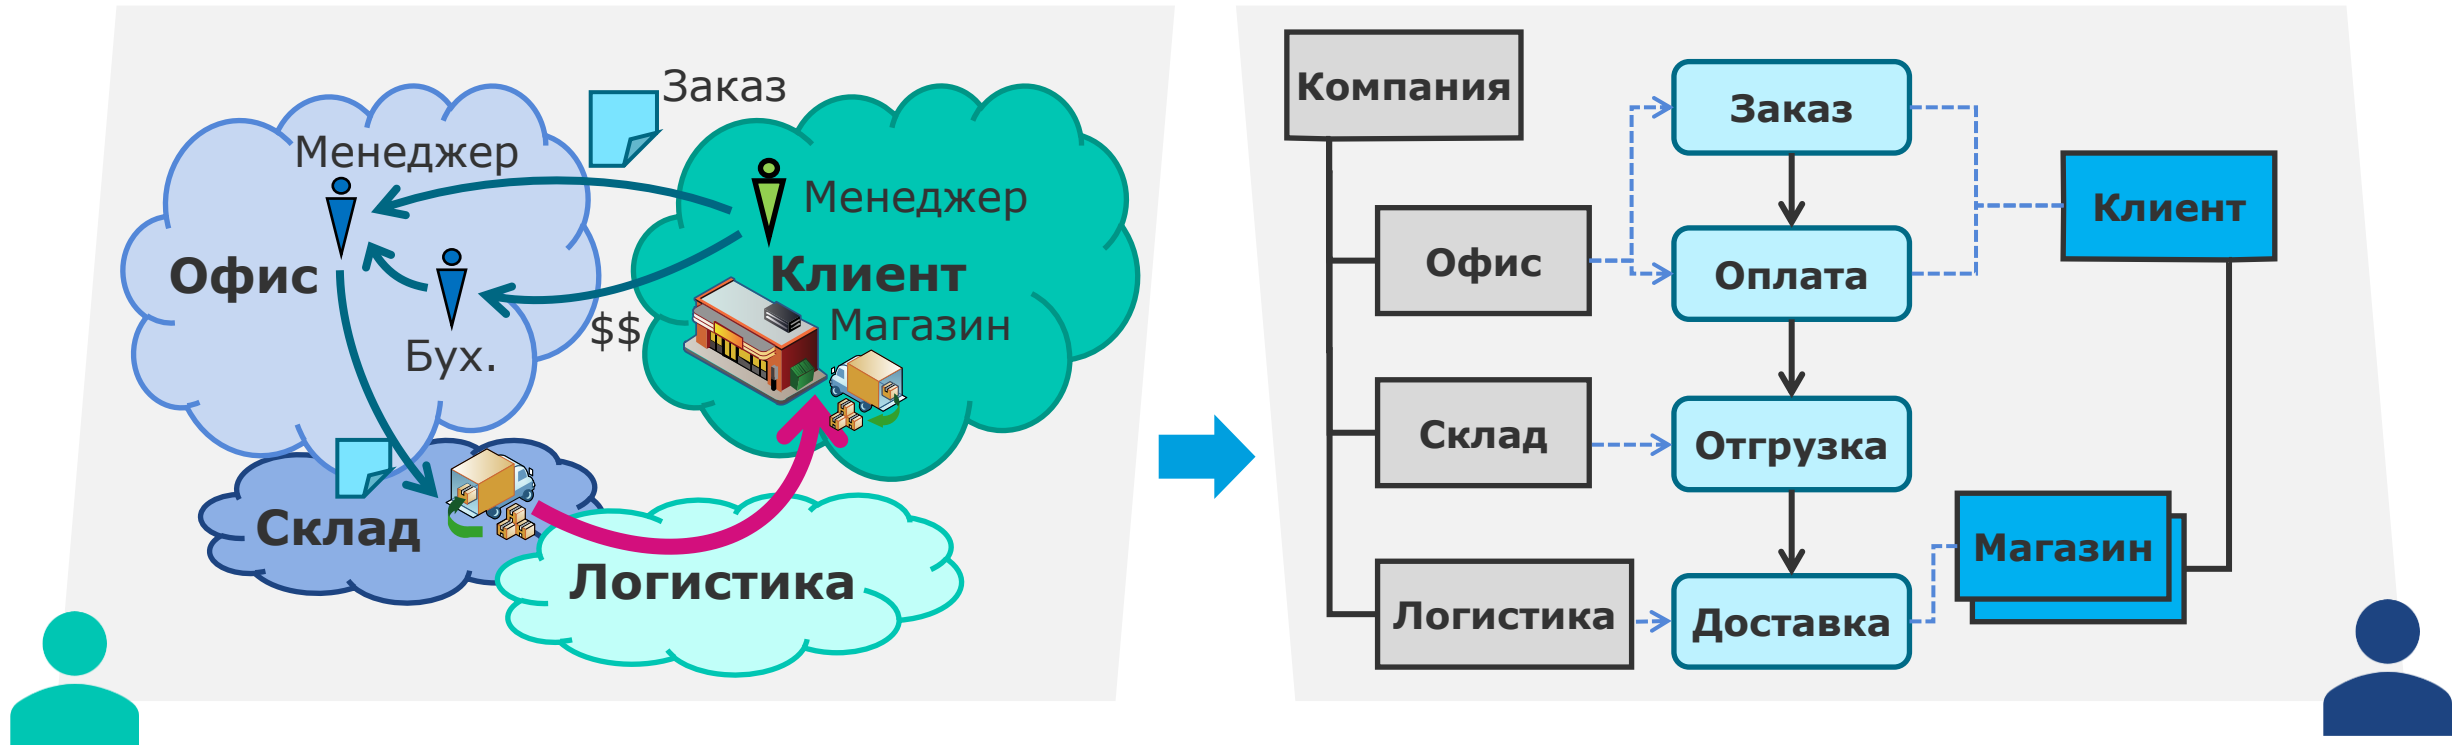 Заказ
Менеджер
Менеджер
Офис
Клиент
Магазин
$$
Бух.
Склад
Логистика
Компания
Заказ
Клиент
Офис
Оплата
Склад
Отгрузка
Магазин
Логистика
Доставка